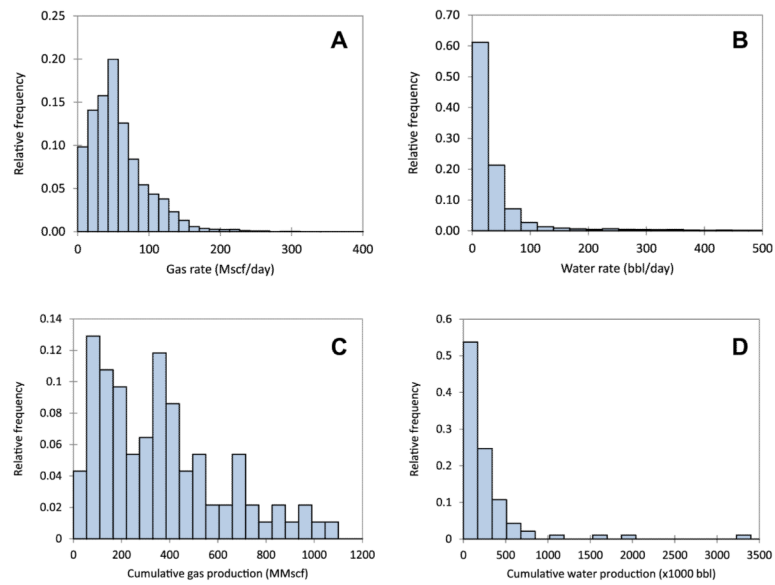 0.25
A
0.20
0.15
0.10
0.05
0.00
Relative frequency
0 100 200 300 400
Gas rate (Mscf/day)
0.70
B
0.60
0.50
0.40
0.30
0.20
0.10
0.00
Relative frequency
0 100 200 300 400 500
Water rate (bbl/day)
0.14
C
0.12
0.1
0.08
0.06
0.04
0.02
0
Relative frequency
0 200 400 600 800 1000 1200
Cumulative gas production (MMscf)
0.6
D
0.5
0.4
0.3
0.2
0.1
0
Relative frequency
0 500 1000 1500 2000 2500 3000 3500
Cumulative water production (x1000 bbl)